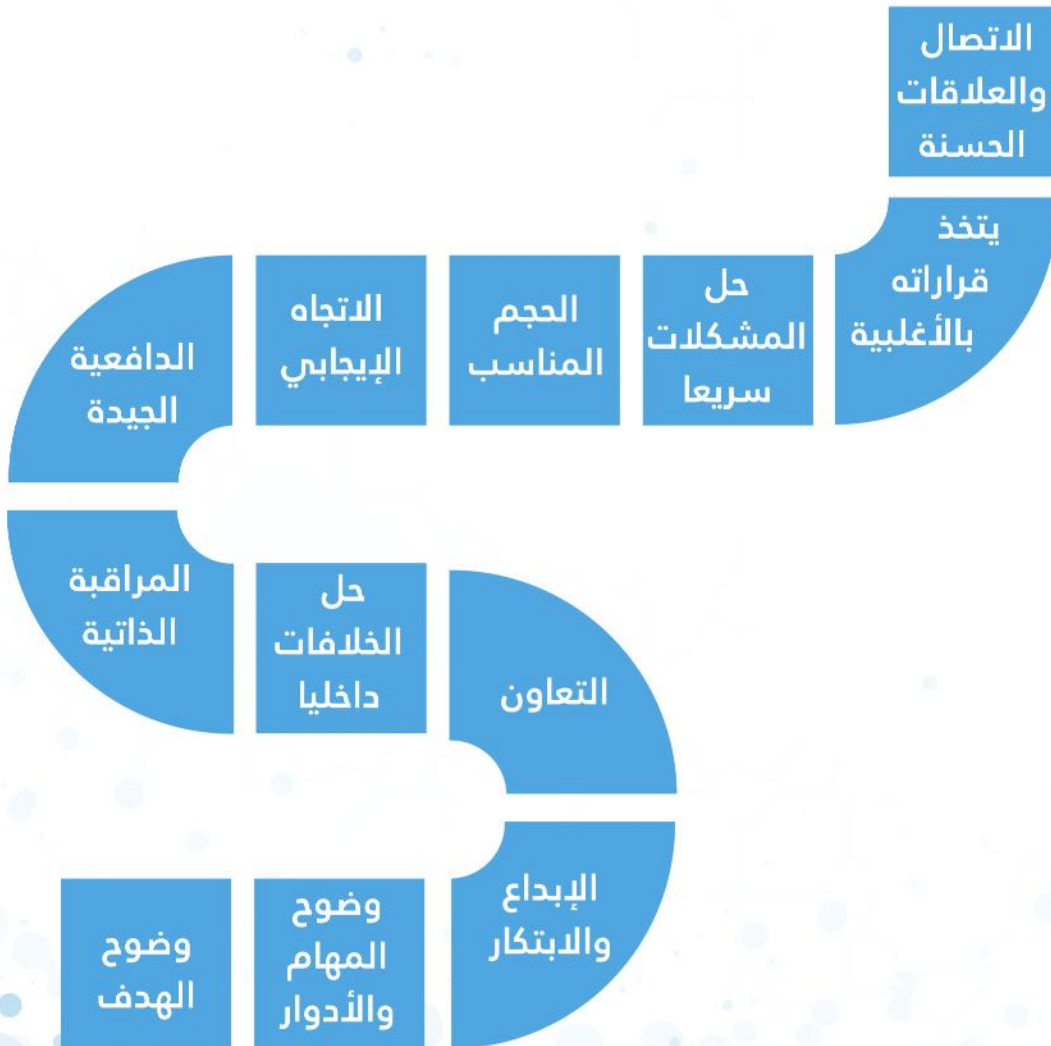 الاتصال
والعلاقات
الحسنة
يتخذ
قراراته
بالأغلبية
حل
المشكلات
سريعا
الحجم
المناسب
الاتجاه
الإيجابي
الدافعية
الجيدة
المراقبة
الذاتية
حل
الخلافات
داخليا
التعاون
الإبداع
والابتكار
وضوح
المهام
والأدوار
وضوح
الهدف